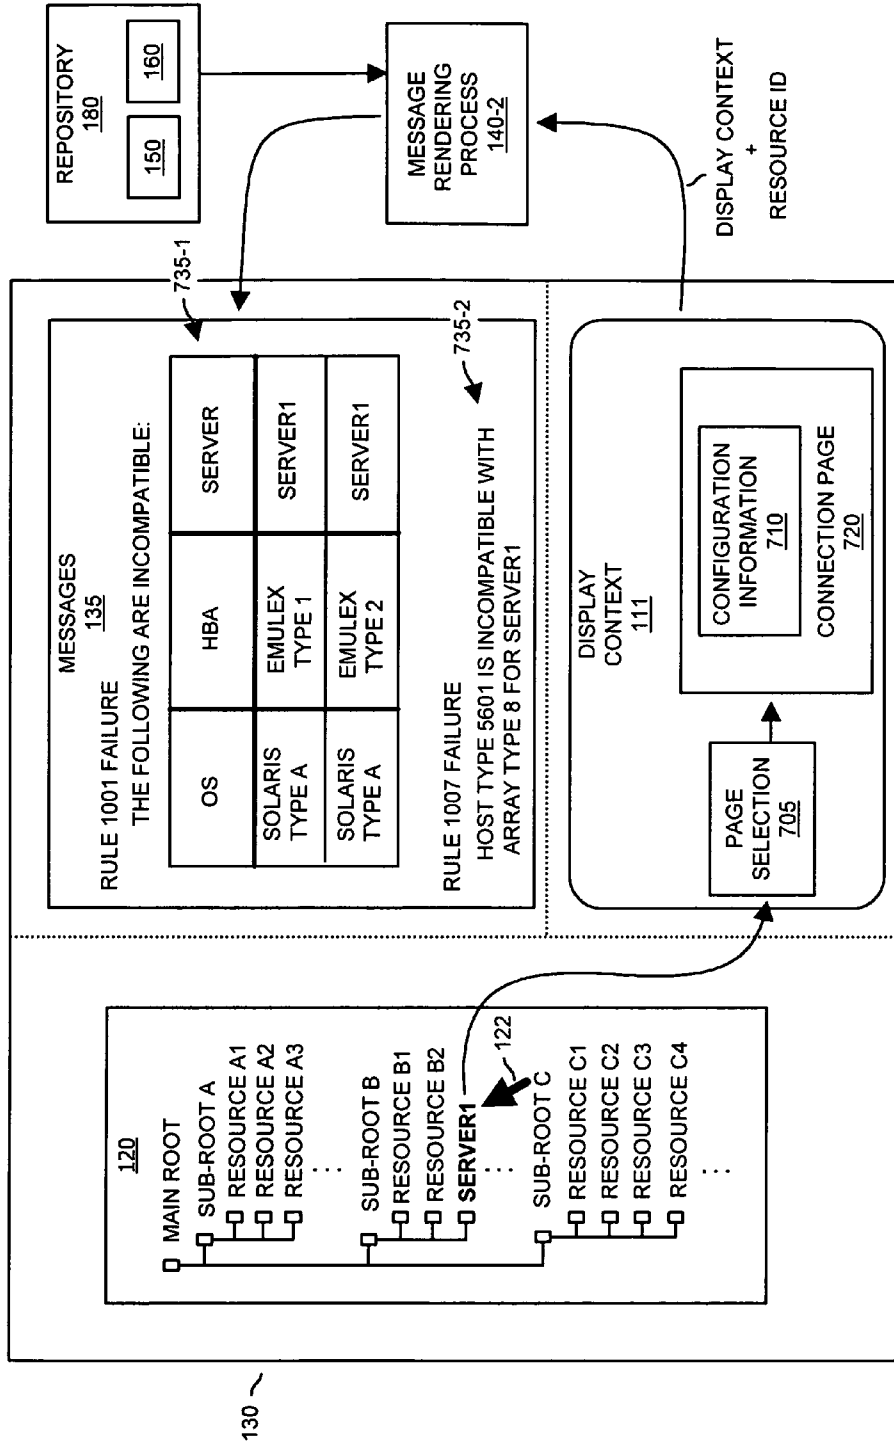 130
120
MAIN ROOT
SUB-ROOT A
RESOURCE A1
RESOURCE A2
RESOURCE A3
SUB-ROOT B
RESOURCE B1
RESOURCE B2
SERVER1
122
SUB-ROOT C
RESOURCE C1
RESOURCE C2
RESOURCE C3
RESOURCE C4
MESSAGES
135
RULE 1001 FAILURE
THE FOLLOWING ARE INCOMPATIBLE:
735-1
OS
HBA
SERVER
SOLARIS
TYPE A
EMULEX
TYPE 1
SERVER1
SOLARIS
TYPE A
EMULEX
TYPE 2
SERVER1
RULE 1007 FAILURE
735-2
HOST TYPE 5601 IS INCOMPATIBLE WITH
ARRAY TYPE 8 FOR SERVER1
DISPLAY
CONTEXT
111
PAGE
SELECTION
705
CONFIGURATION
INFORMATION
710
CONNECTION PAGE
720
REPOSITORY
180
150
160
MESSAGE
RENDERING
PROCESS
140-2
DISPLAY CONTEXT
+
RESOURCE ID